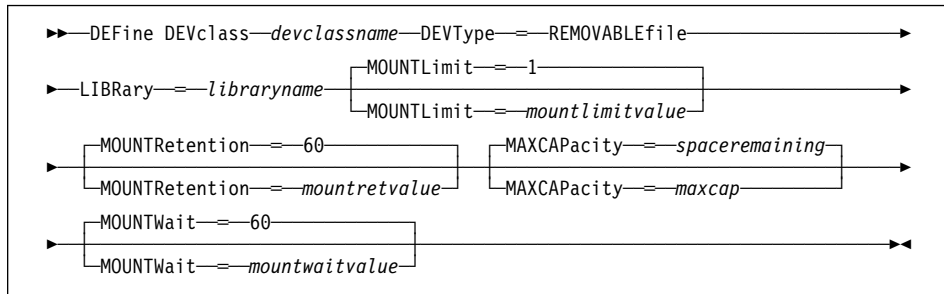 DEFine DEVclass devclassname DEVType = REMOVABLEfile
MOUNTLimit = 1
LIBRary = libraryname
MOUNTLimit = mountlimitvalue
MOUNTRetention = 60 MAXCAPacity = spaceremaining
MOUNTRetention = mountretvalue MAXCAPacity = maxcap
MOUNTWait = 60
MOUNTWait = mountwaitvalue